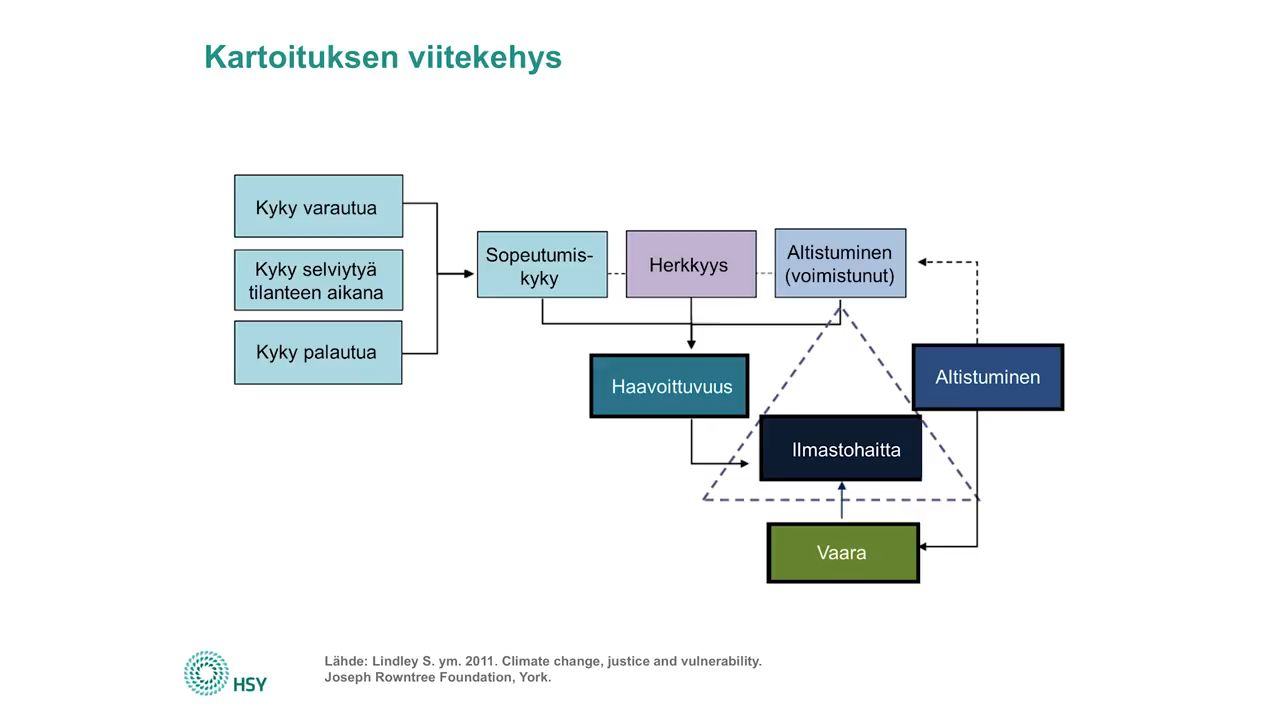 Kartoituksen viitekehys
Kyky varautua
Kyky selviytyä
tilanteen aikana
Kyky palautua
Sopeutumis-
kyky
Herkkyys
Altistuminen
(voimistunut)
Haavoittuvuus
Altistuminen
Ilmastohaitta
Vaara
HSY
Lähde: Lindley S. ym. 2011. Climate change, justice and vulnerability.
Joseph Rowntree Foundation, York.